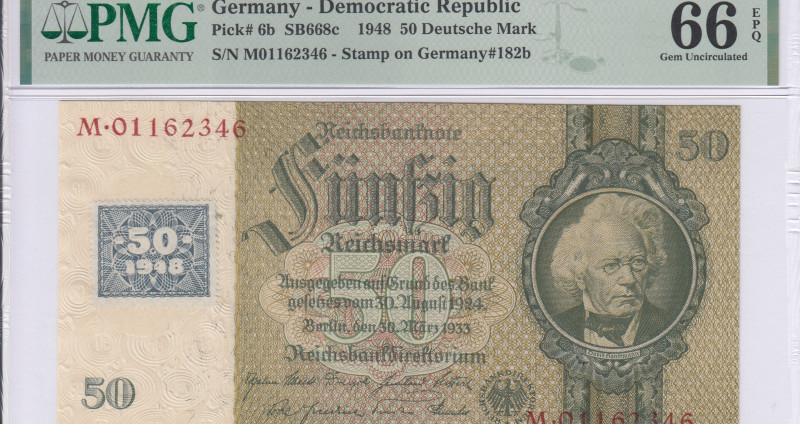 PMG®
PAPER MONEY GUARANTY
Germany - Democratic Republic
Pick# 6b SB668c 1948 50 Deutsche Mark
S/N M01162346 - Stamp on Germany#182b
66 EPQ
Gem Uncirculated
M·01162346
Reichsbanknote
50
Fünfzig
Reichsmark
50
1948
50
Ausgegeben auf Grund des Bank
gesetzes vom 30. August 1924
Berlin, den 30. März 1933
Reichsbankdirektorium
50
M·01162346